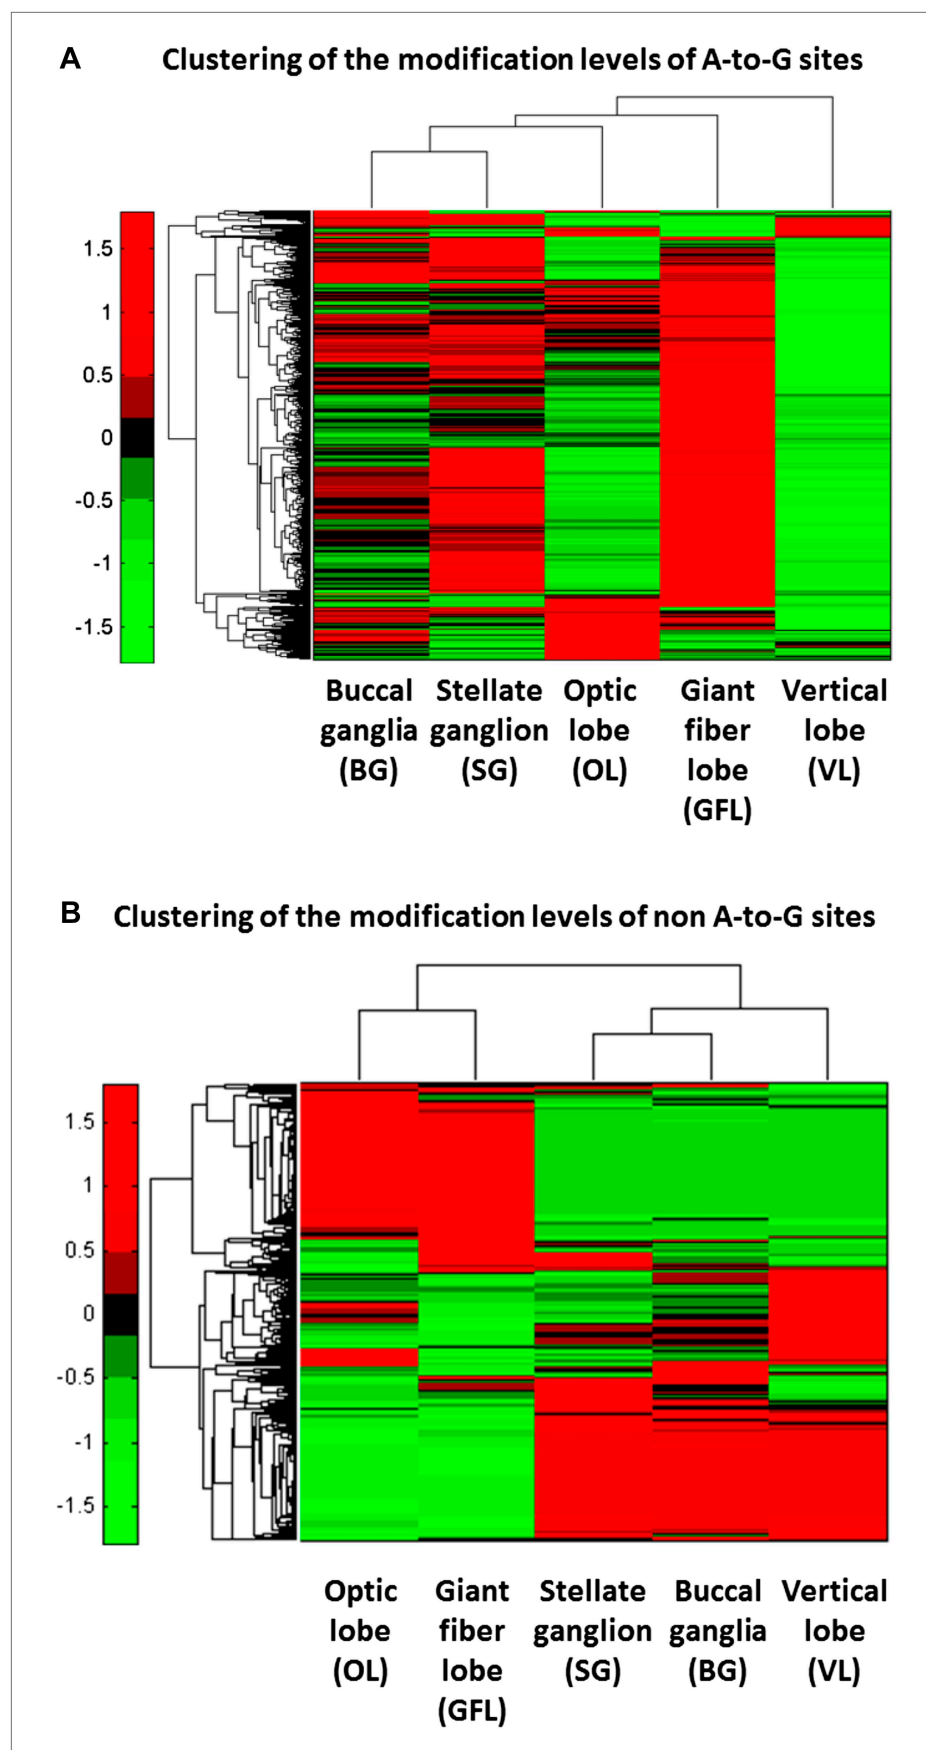 A Clustering of the modification levels of A-to-G sites
1.5
1
0.5
0
-0.5
-1
-1.5
Buccal Stellate Optic Giant Vertical
ganglia ganglion lobe fiber lobe
(BG) (SG) (OL) lobe (VL)
(GFL)
B Clustering of the modification levels of non A-to-G sites
1.5
1
0.5
0
-0.5
-1
-1.5
Optic Giant Stellate Buccal Vertical
lobe fiber ganglion ganglia lobe
(OL) lobe (SG) (BG) (VL)
(GFL)